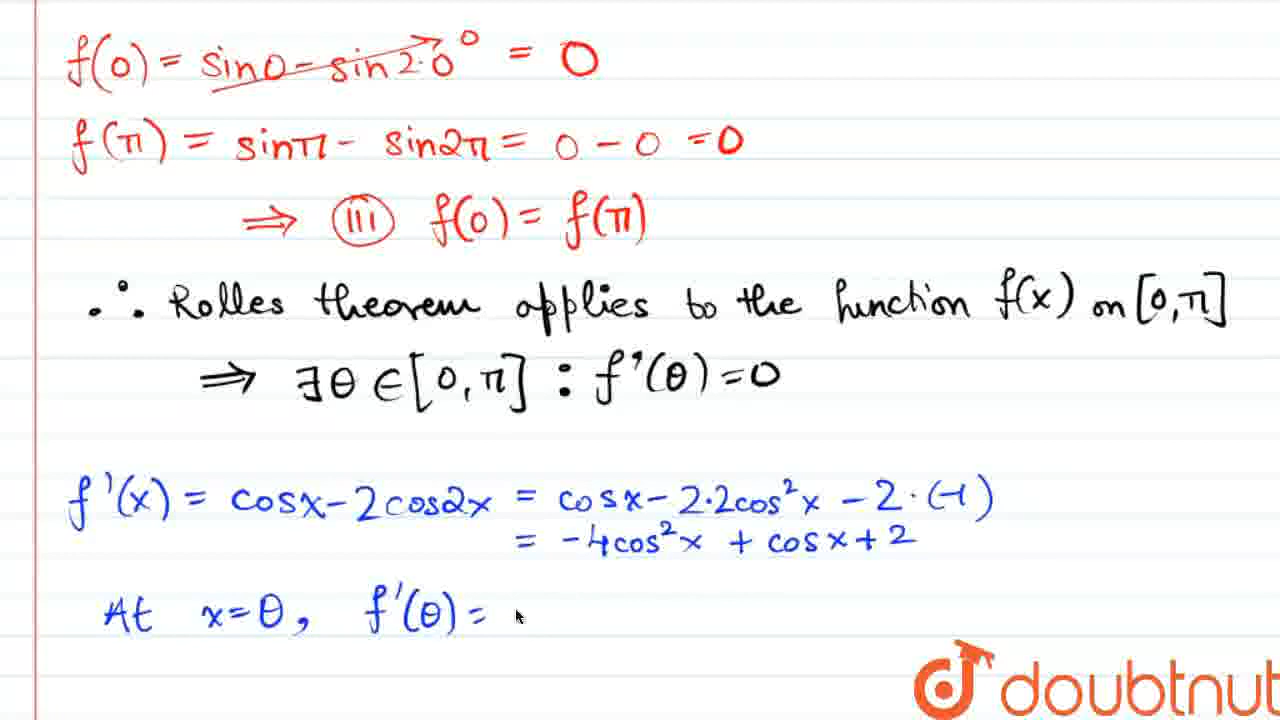 f(0) = sin0 - sin2·0 0 = 0
f(π) = sinπ - sin2π = 0 - 0 = 0
⇒ (iii) f(0) = f(π)
∴ Rolles theorem applies to the function f(x) on [0,π]
⇒ ∃θ ∈ [0,π] : f'(θ) = 0
f'(x) = cosx - 2cos2x = cosx - 2·2cos²x - 2·(-1)
= -4cos²x + cosx + 2
At x=θ, f'(θ) =
doubtnut